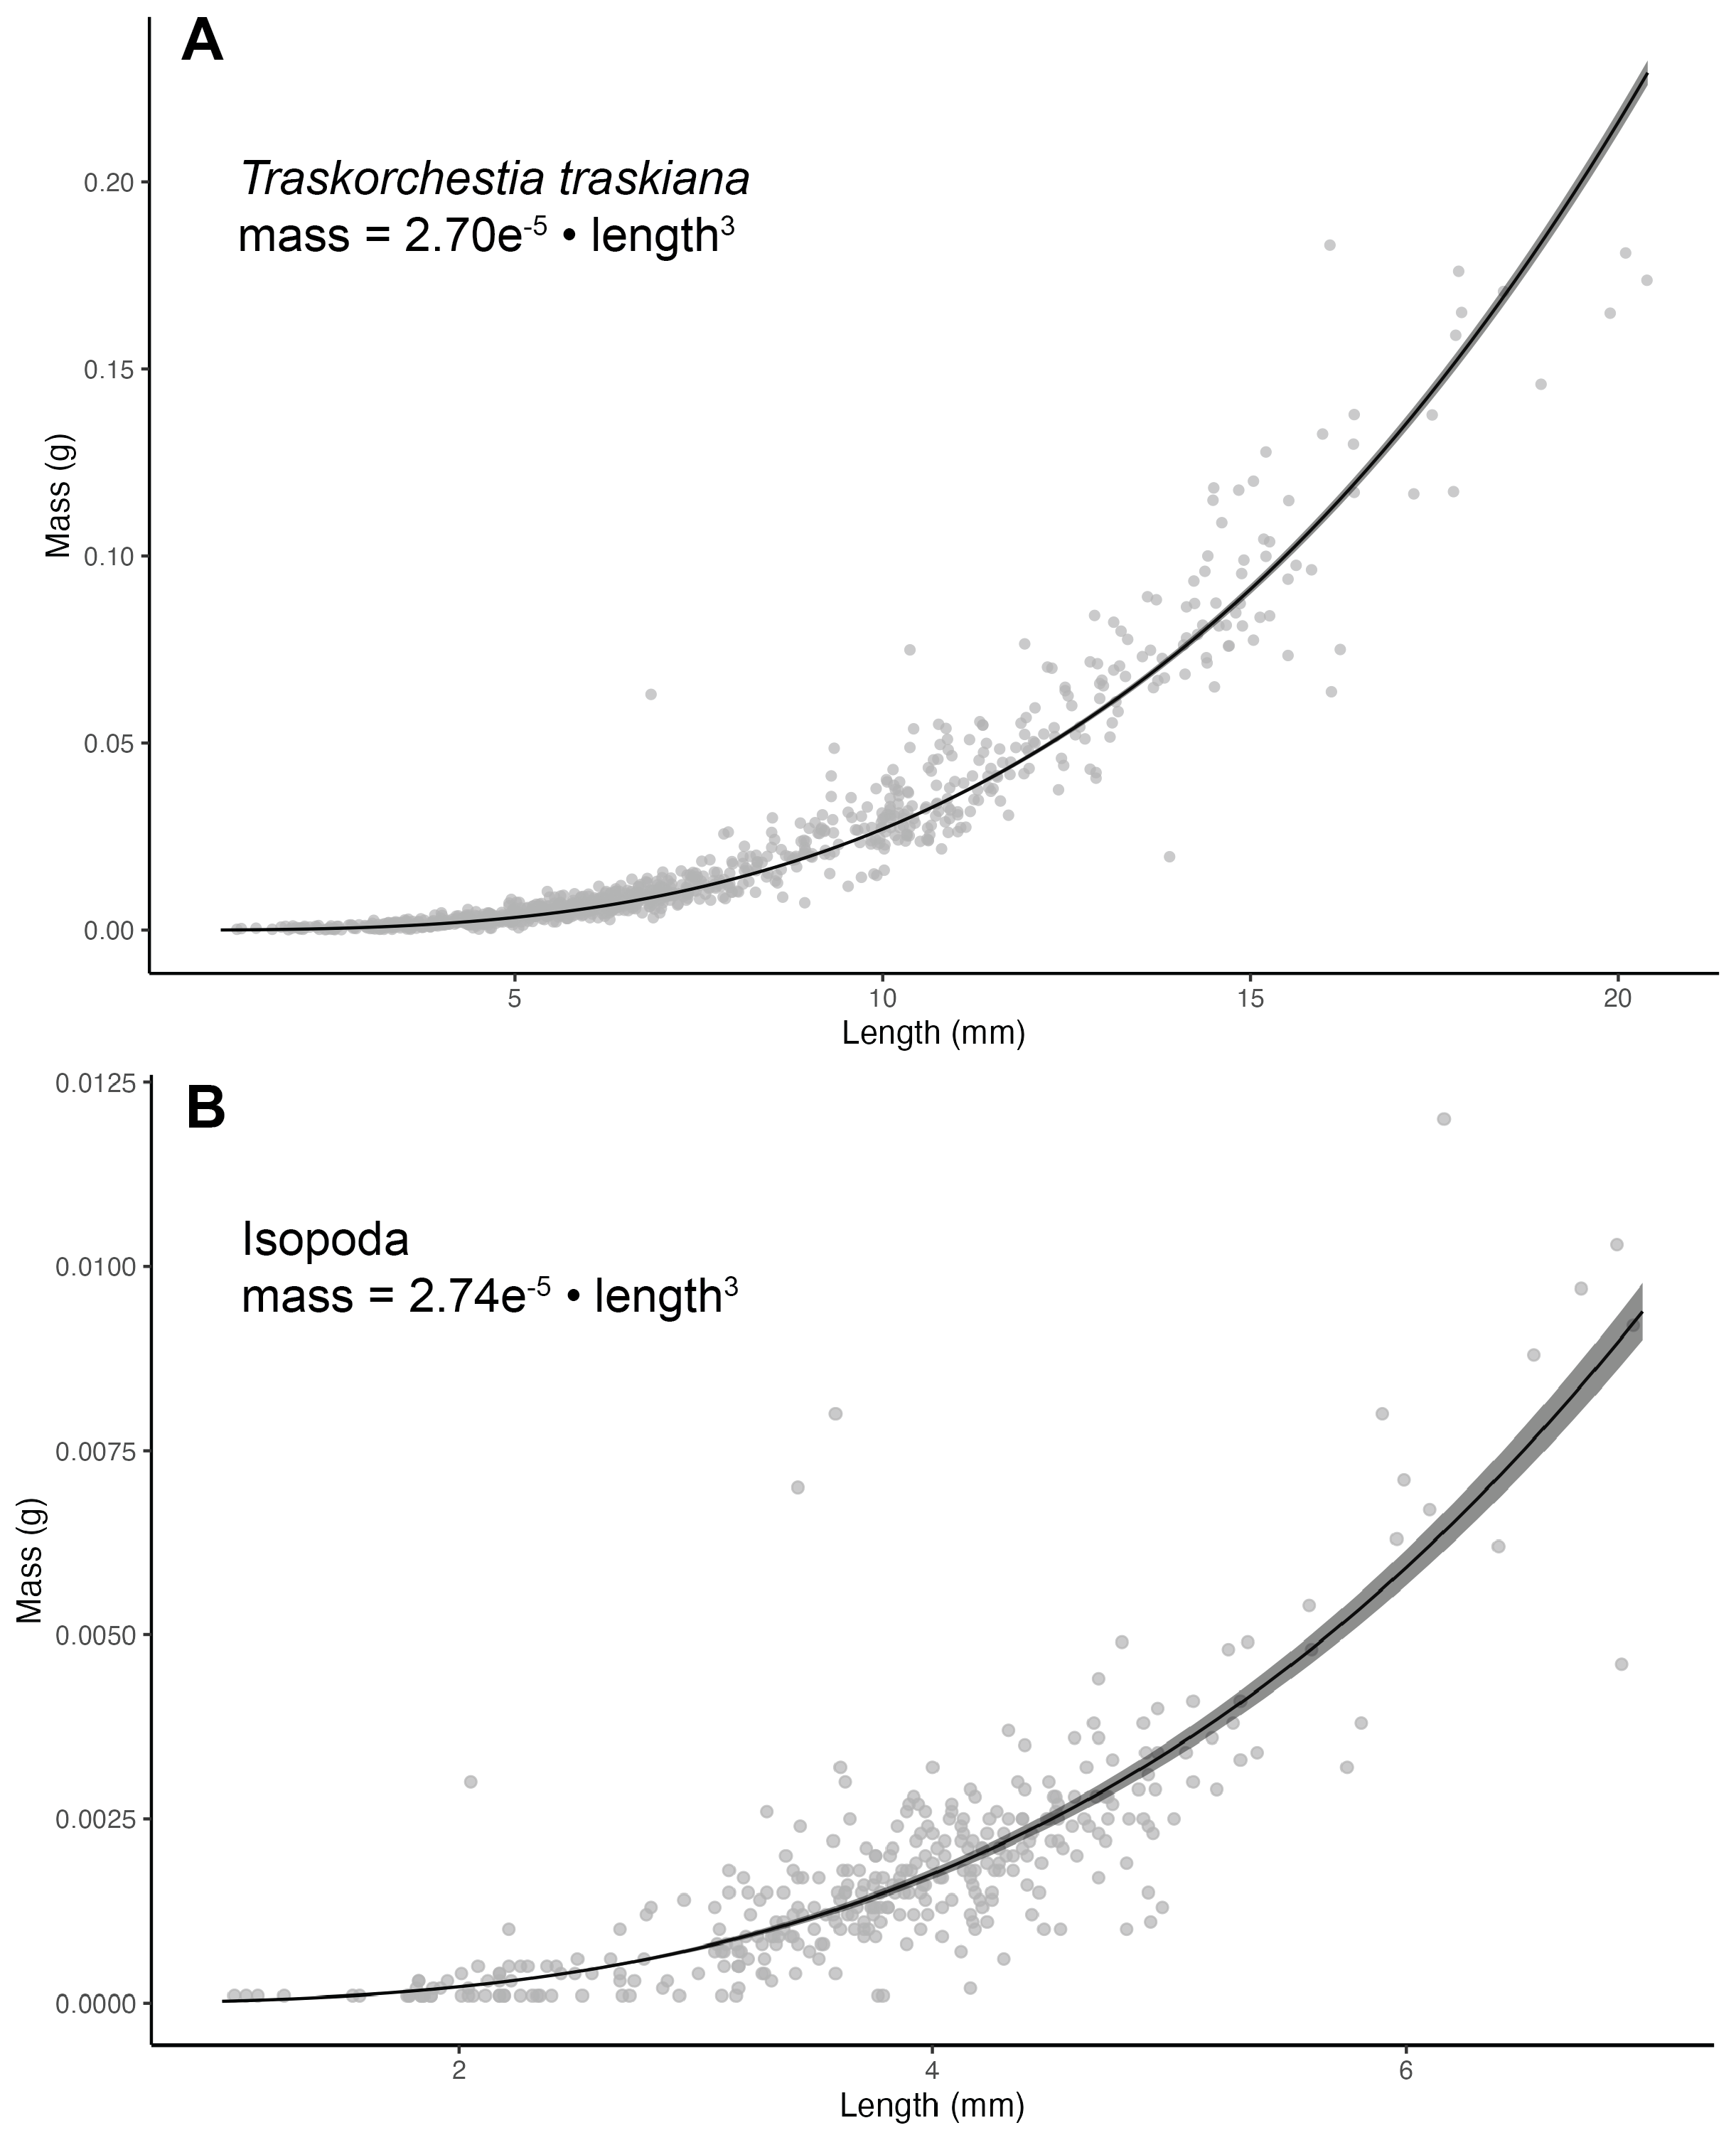 A
Traskorchestia traskiana
mass = 2.70e⁻⁵ • length³
0.20
0.15
0.10
0.05
0.00
Mass (g)
5 10 15 20
Length (mm)
B
Isopoda
mass = 2.74e⁻⁵ • length³
0.0125
0.0100
0.0075
0.0050
0.0025
0.0000
Mass (g)
2 4 6
Length (mm)